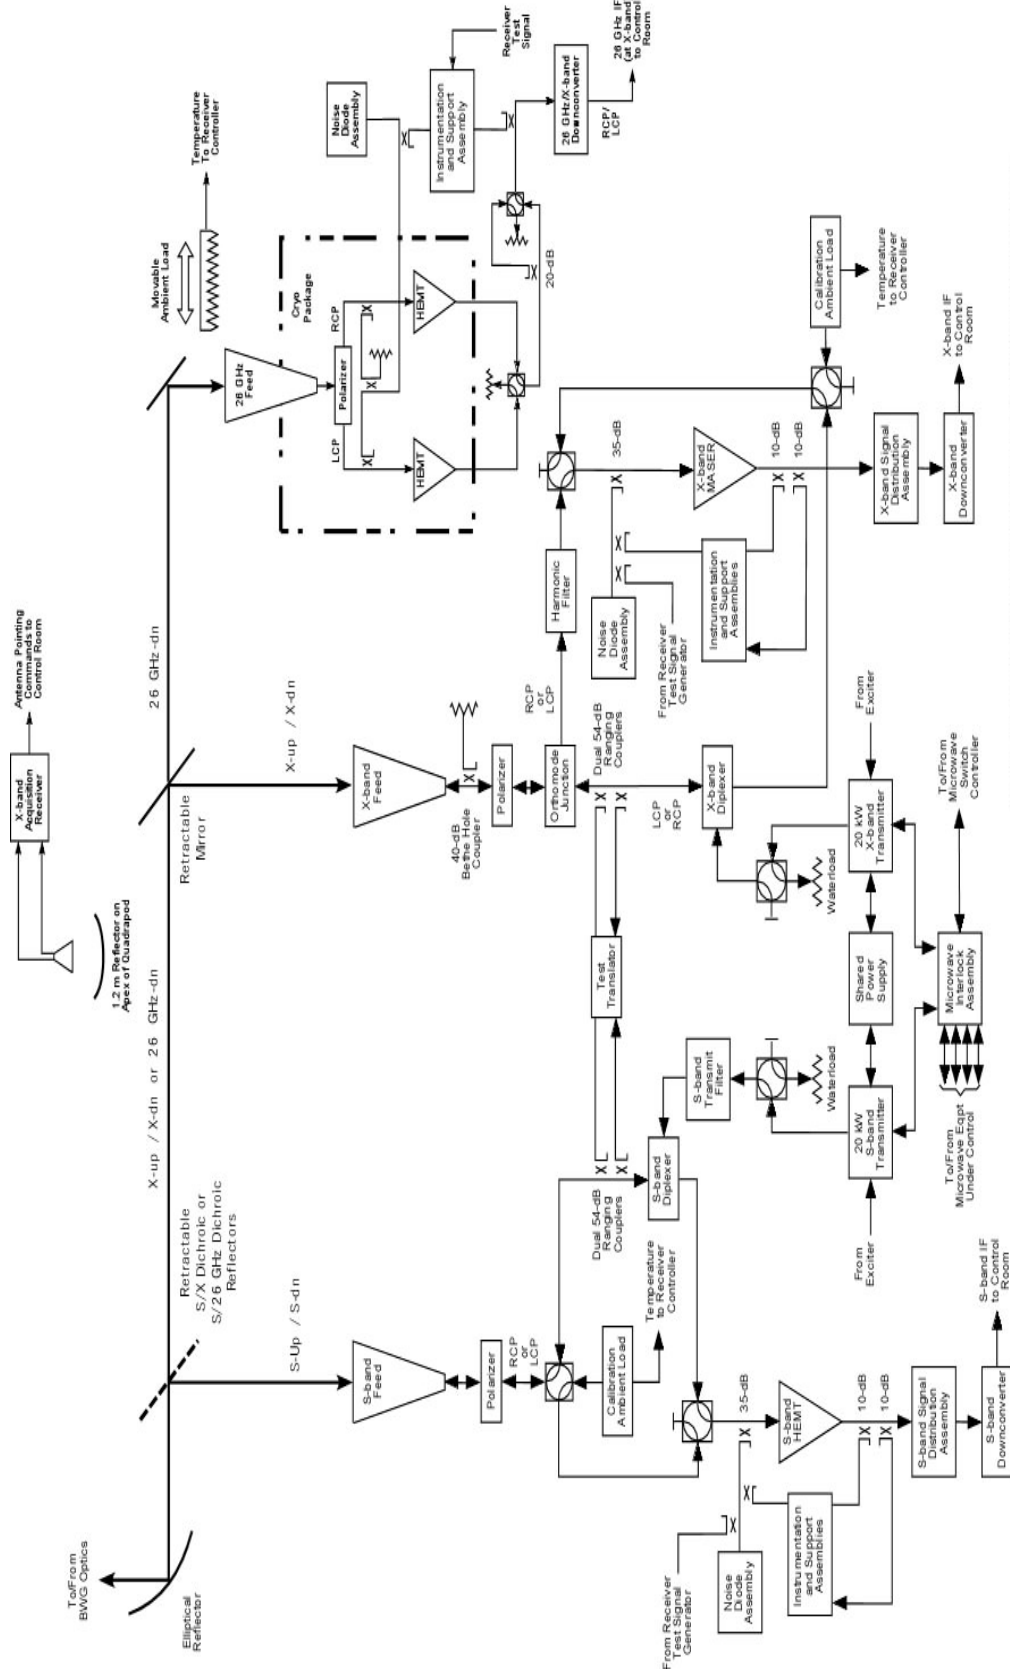 To/From
BWG Optics
Elliptical
Reflector
X-up / X-dn or 26 GHz-dn
Retractable
S/X Dichroic or
S/26 GHz Dichroic
Reflectors
1.2 m Reflector on
Apex of Quadrapod
X-band
Acquisition
Receiver
Antenna Pointing
Commands to
Control Room
Retractable
Mirror
26 GHz-dn
S-Up / S-dn
X-up / X-dn
Movable
Ambient Load
Temperature
To Receiver
Controller
S-band
Feed
Polarizer
RCP
or
LCP
Calibration
Ambient Load
Temperature
to Receiver
Controller
Dual 54-dB
Ranging
Couplers
Test
Translator
S-band
Diplexer
S-band
Transmit
Filter
Waterload
From
Exciter
20 kW
S-band
Transmitter
Shared
Power
Supply
20 kW
X-band
Transmitter
From
Exciter
To/From
Microwave Eqpt
Under Control
Microwave
Interlock
Assembly
To/From
Microwave
Switch
Controller
From Receiver
Test Signal
Generator
Noise
Diode
Assembly
35-dB
S-band
HEMT
Instrumentation
and Support
Assemblies
10-dB
10-dB
S-band Signal
Distribution
Assembly
S-band
Downconverter
S-band IF
to Control
Room
X-band
Feed
40-dB
Bethe Hole
Coupler
Polarizer
Orthomode
Junction
RCP
or
LCP
Harmonic
Filter
Dual 54-dB
Ranging
Couplers
LCP
or
RCP
X-band
Diplexer
Waterload
Noise
Diode
Assembly
From Receiver
Test Signal
Generator
35-dB
X-band
MASER
Instrumentation
and Support
Assemblies
10-dB
10-dB
Calibration
Ambient Load
Temperature
to Receiver
Controller
X-band Signal
Distribution
Assembly
X-band
Downconverter
X-band IF
to Control
Room
26 GHz
Feed
Cryo
Package
LCP
Polarizer
RCP
HEMT
HEMT
Noise
Diode
Assembly
Instrumentation
and Support
Assembly
Receiver
Test
Signal
20-dB
26 GHz/X-band
Downconverter
RCP/
LCP
26 GHz IF
(at X-band)
to Control
Room